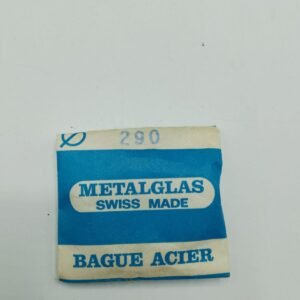 Ø 290
METALGLAS
SWISS MADE
BAGUE ACIER